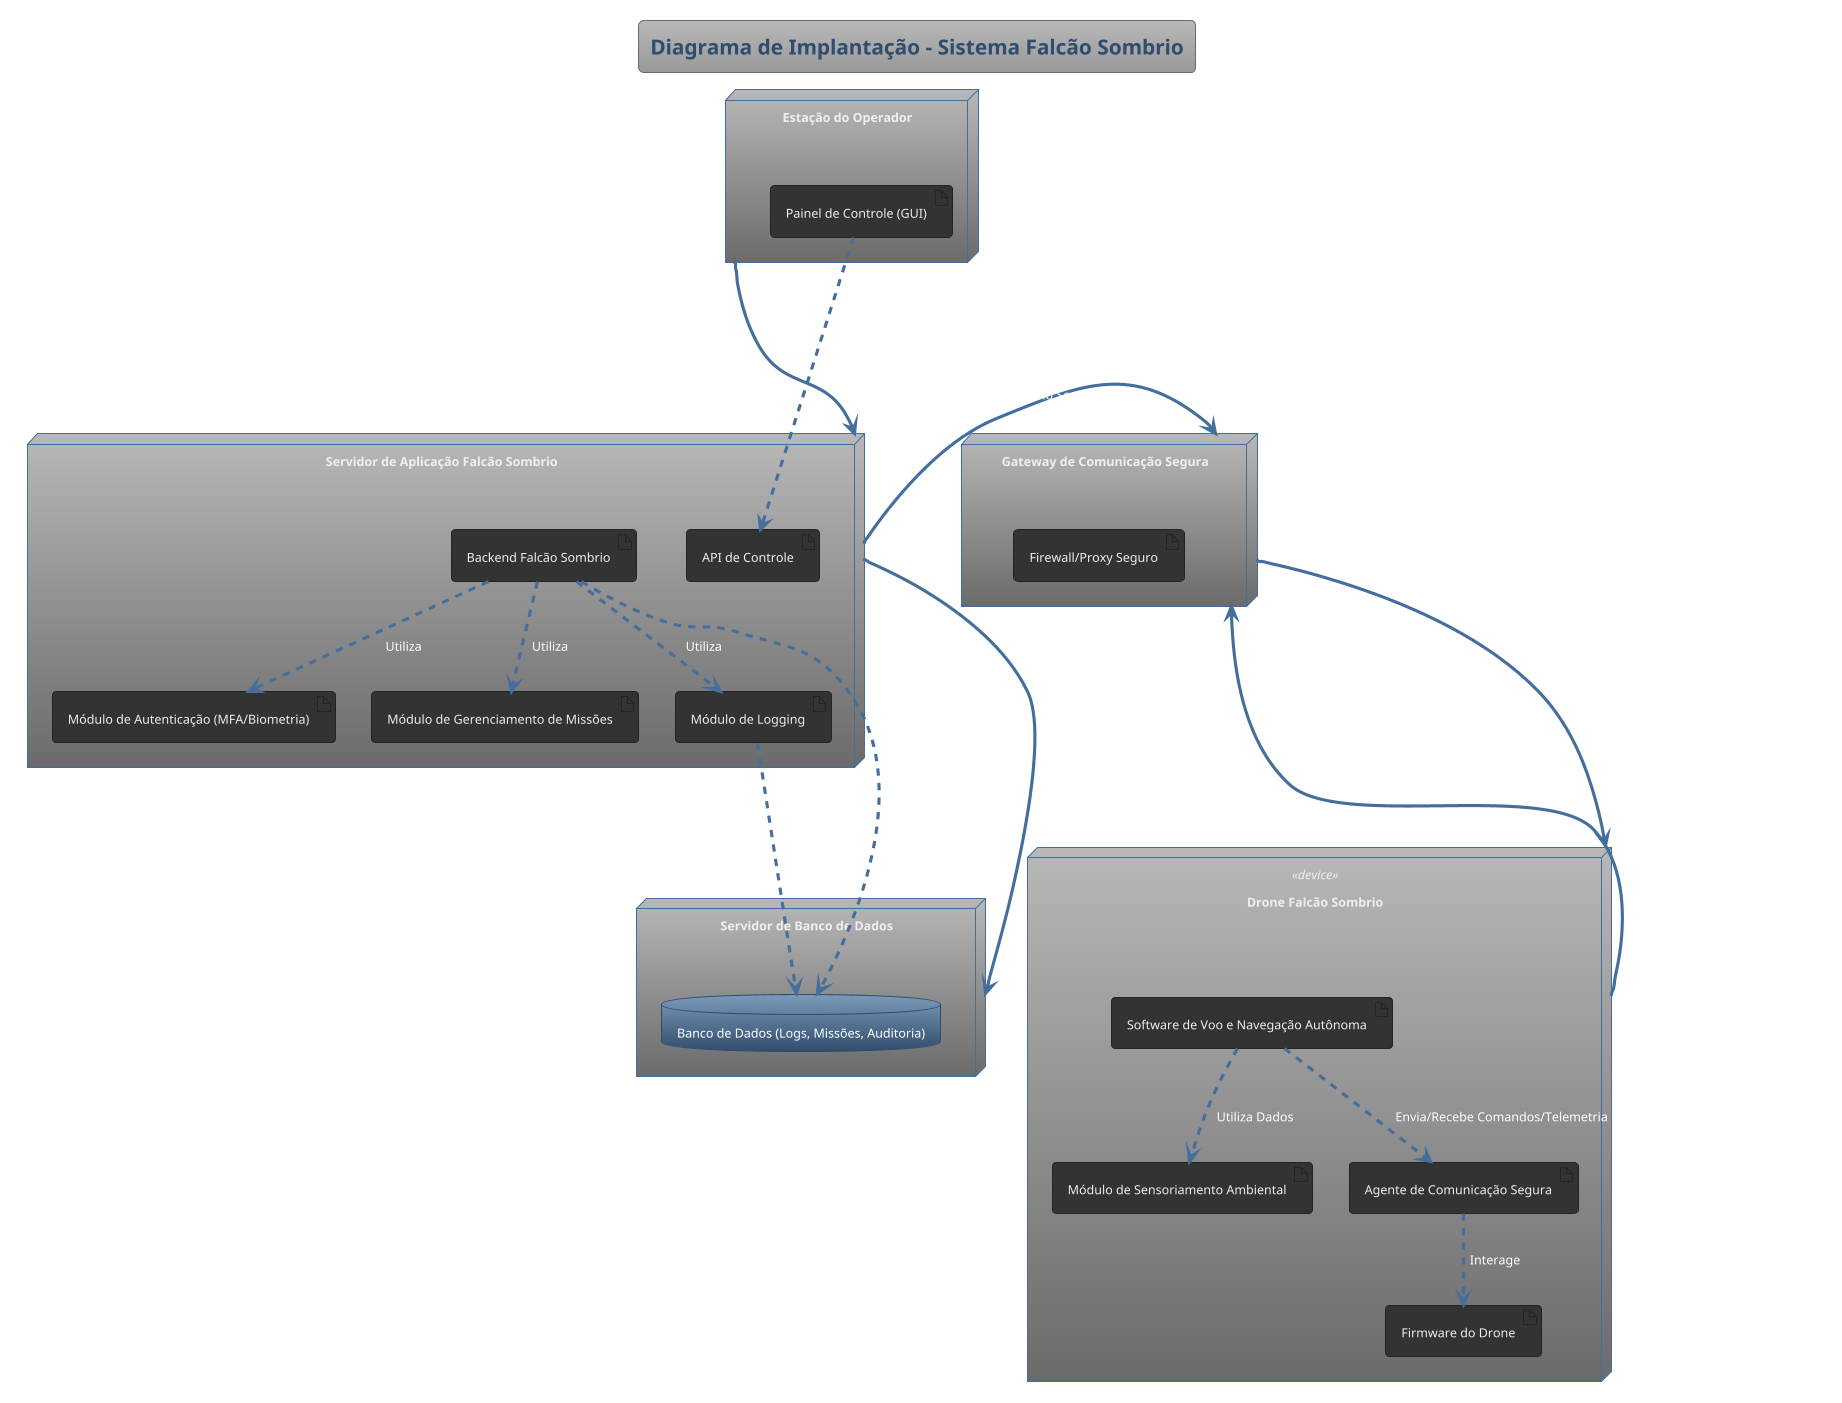 Diagrama de Implantação - Sistema Falcão Sombrio
Estação do Operador
Painel de Controle (GUI)
Servidor de Aplicação Falcão Sombrio
Gateway de Comunicação Segura
Backend Falcão Sombrio
API de Controle
Firewall/Proxy Seguro
Utiliza
Utiliza
Utiliza
Módulo de Autenticação (MFA/Biometria)
Módulo de Gerenciamento de Missões
Módulo de Logging
«device»
Drone Falcão Sombrio
Servidor de Banco de Dados
Banco de Dados (Logs, Missões, Auditoria)
Software de Voo e Navegação Autônoma
Utiliza Dados
Envia/Recebe Comandos/Telemetria
Módulo de Sensoriamento Ambiental
Agente de Comunicação Segura
Interage
Firmware do Drone